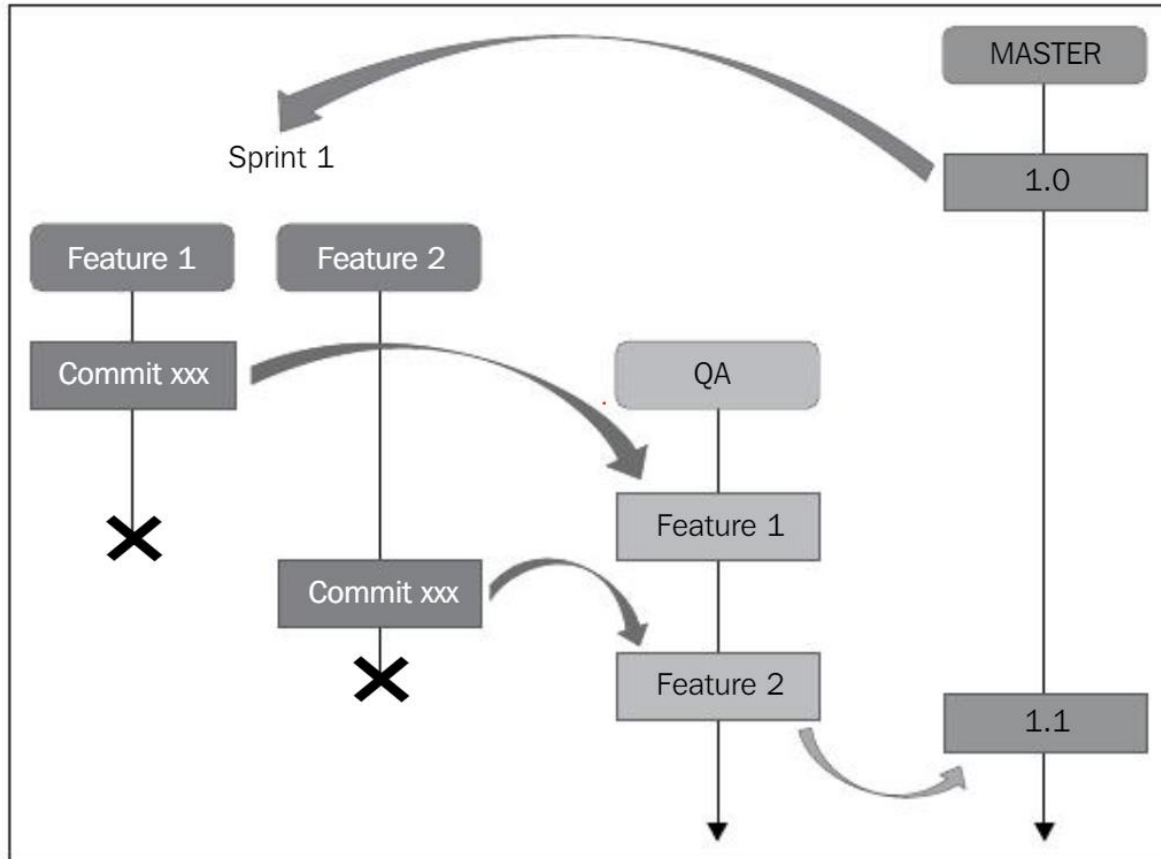 MASTER
Sprint 1
1.0
Feature 1
Feature 2
Commit xxx
QA
Feature 1
Commit xxx
Feature 2
1.1